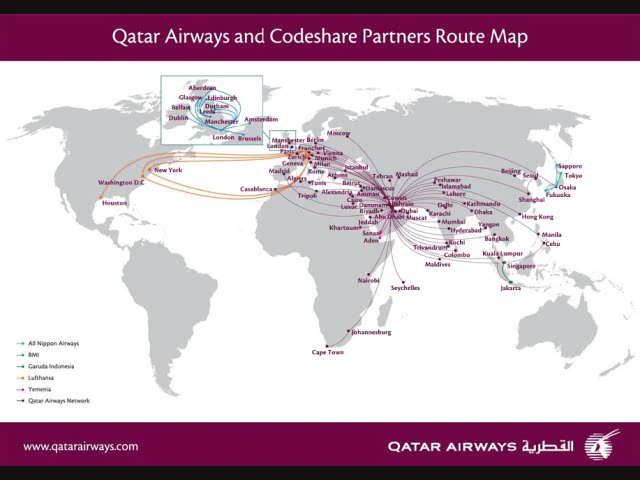 Qatar Airways and Codeshare Partners Route Map
Aberdeen
Glasgow
Edinburgh
Belfast
Durham
Leeds
Dublin
Manchester
Amsterdam
London
Brussels
Moscow
Manchester
Berlin
London
Frankfurt
Paris
Vienna
Zurich
Munich
Geneva
Milan
Madrid
Rome
Athens
Istanbul
Algiers
Tunis
Casablanca
Tripoli
Alexandria
Beirut
Damascus
Amman
Cairo
Luxor
Tehran
Mashad
Kuwait
Dammam
Bahrain
Riyadh
Dubai
Abu Dhabi
Muscat
Jeddah
Khartoum
Sanaa
Aden
New York
Washington D.C
Houston
Peshawar
Islamabad
Lahore
Delhi
Kathmandu
Karachi
Dhaka
Mumbai
Hyderabad
Yangon
Bangkok
Kochi
Trivandrum
Colombo
Maldives
Kuala Lumpur
Singapore
Jakarta
Beijing
Seoul
Sapporo
Tokyo
Osaka
Fukuoka
Shanghai
Hong Kong
Manila
Cebu
Nairobi
Seychelles
Johannesburg
Cape Town
All Nippon Airways
BMI
Garuda Indonesia
Lufthansa
Yemenia
Qatar Airways Network
www.qatarairways.com
QATAR AIRWAYS القطرية